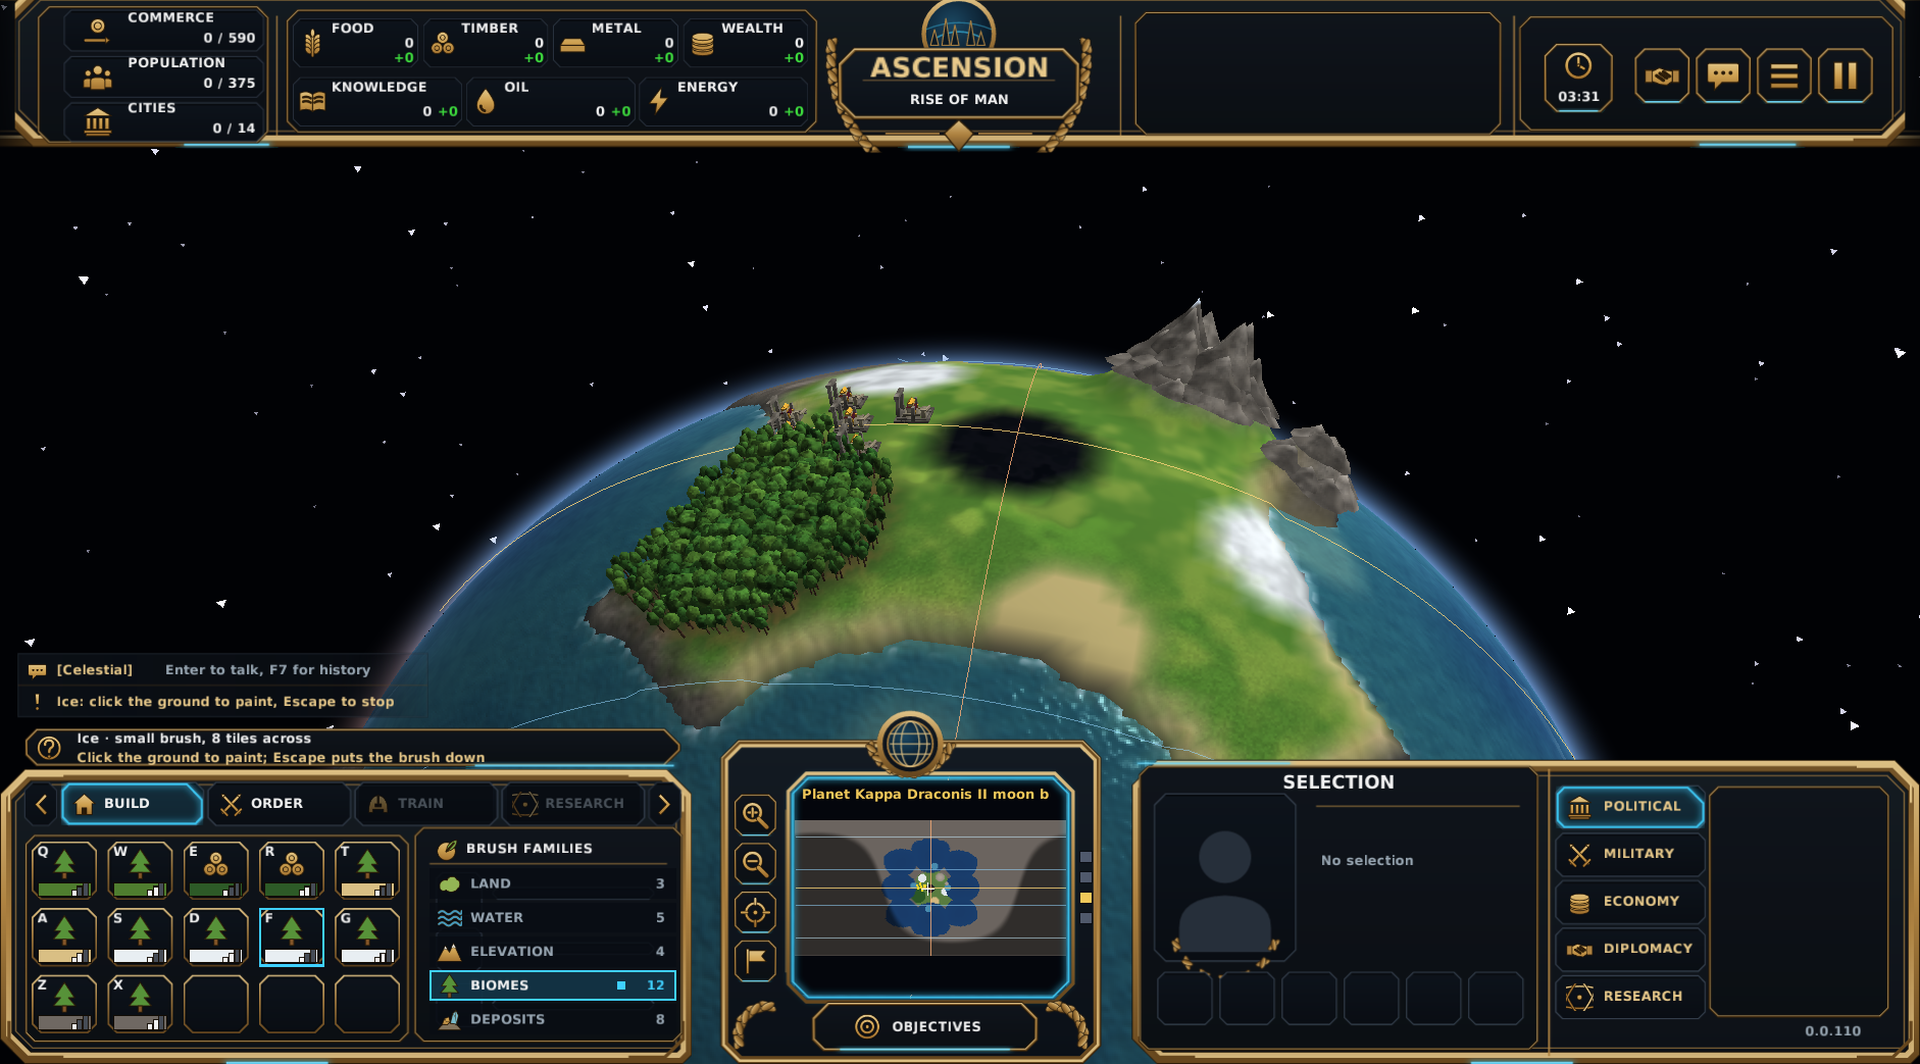 COMMERCE
0 / 590
POPULATION
0 / 375
CITIES
0 / 14
FOOD
0
+0
TIMBER
0
+0
METAL
0
+0
WEALTH
0
+0
KNOWLEDGE
0 +0
OIL
0 +0
ENERGY
0 +0
ASCENSION
RISE OF MAN
03:31
[Celestial] Enter to talk, F7 for history
! Ice: click the ground to paint, Escape to stop
Ice · small brush, 8 tiles across
Click the ground to paint; Escape puts the brush down
BUILD
ORDER
TRAIN
RESEARCH
Q
W
E
R
T
A
S
D
F
G
Z
X
BRUSH FAMILIES
LAND 3
WATER 5
ELEVATION 4
BIOMES 12
DEPOSITS 8
Planet Kappa Draconis II moon b
OBJECTIVES
SELECTION
No selection
POLITICAL
MILITARY
ECONOMY
DIPLOMACY
RESEARCH
0.0.110